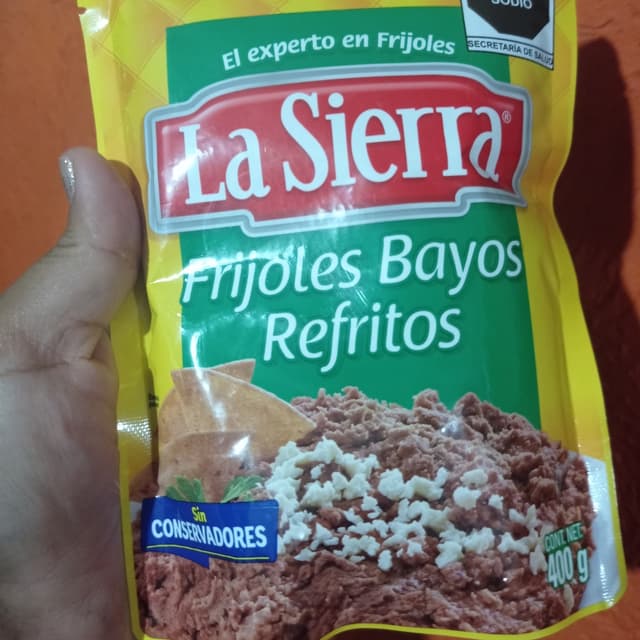 SODIO
SECRETARÍA DE SALUD
El experto en Frijoles
La Sierra®
Frijoles Bayos
Refritos
Sin
CONSERVADORES
CONT. NET.
400 g